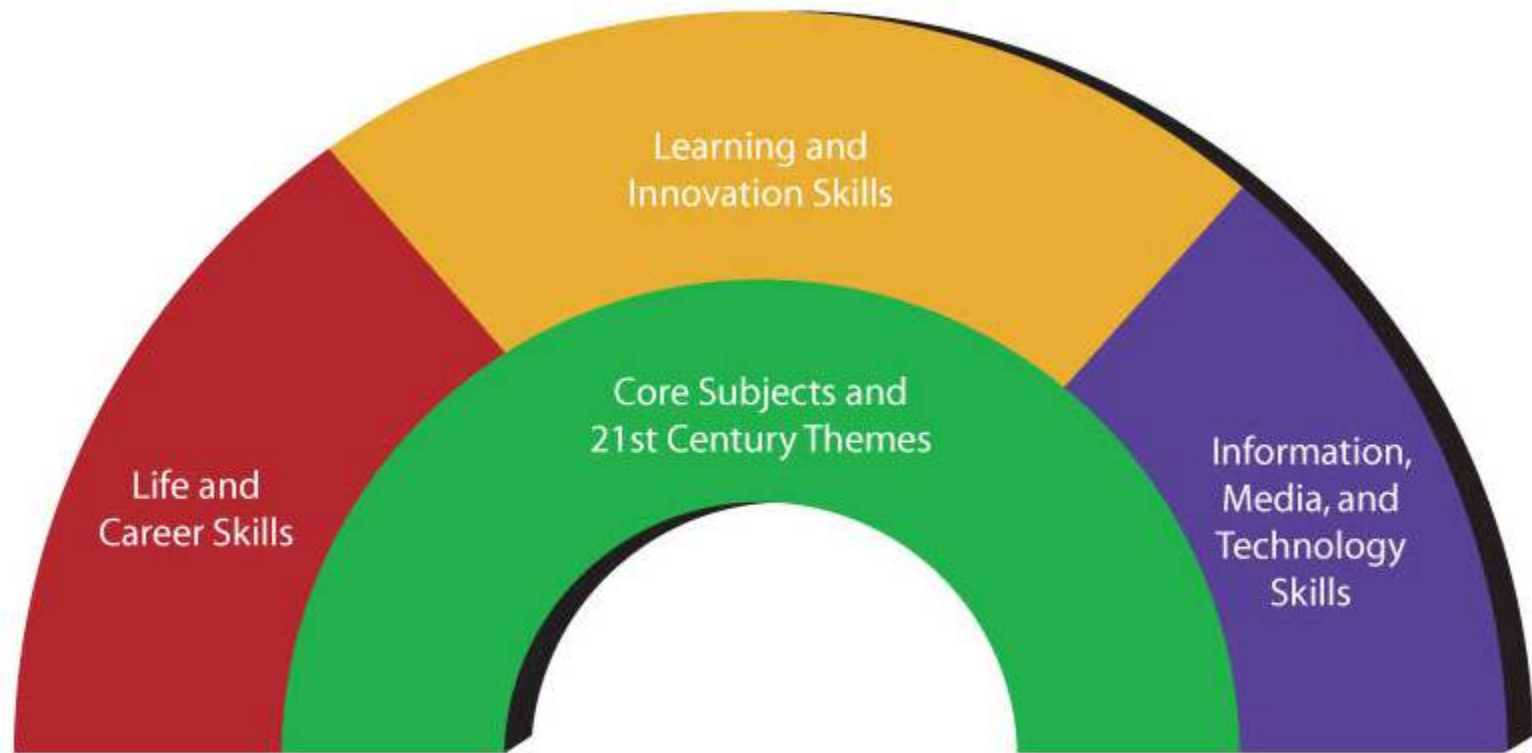 Learning and
Innovation Skills
Core Subjects and
21st Century Themes
Life and
Career Skills
Information,
Media, and
Technology
Skills